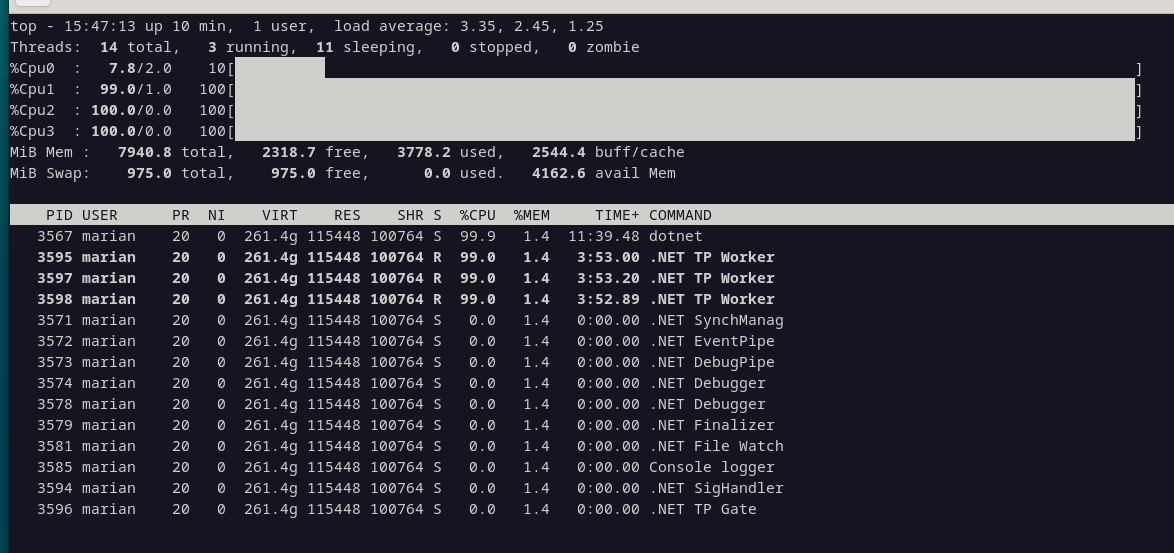 top - 15:47:13 up 10 min,  1 user,  load average: 3.35, 2.45, 1.25
Threads:  14 total,   3 running,  11 sleeping,   0 stopped,   0 zombie
%Cpu0  :   7.8/2.0    10[          ]
%Cpu1  :  99.0/1.0   100[          ]
%Cpu2  : 100.0/0.0   100[          ]
%Cpu3  : 100.0/0.0   100[          ]
MiB Mem :   7940.8 total,   2318.7 free,   3778.2 used,   2544.4 buff/cache
MiB Swap:    975.0 total,    975.0 free,      0.0 used.   4162.6 avail Mem
    PID USER      PR  NI    VIRT    RES    SHR S  %CPU  %MEM     TIME+ COMMAND
   3567 marian    20   0  261.4g 115448 100764 S  99.9   1.4  11:39.48 dotnet
   3595 marian    20   0  261.4g 115448 100764 R  99.0   1.4   3:53.00 .NET TP Worker
   3597 marian    20   0  261.4g 115448 100764 R  99.0   1.4   3:53.20 .NET TP Worker
   3598 marian    20   0  261.4g 115448 100764 R  99.0   1.4   3:52.89 .NET TP Worker
   3571 marian    20   0  261.4g 115448 100764 S   0.0   1.4   0:00.00 .NET SynchManag
   3572 marian    20   0  261.4g 115448 100764 S   0.0   1.4   0:00.00 .NET EventPipe
   3573 marian    20   0  261.4g 115448 100764 S   0.0   1.4   0:00.00 .NET DebugPipe
   3574 marian    20   0  261.4g 115448 100764 S   0.0   1.4   0:00.00 .NET Debugger
   3578 marian    20   0  261.4g 115448 100764 S   0.0   1.4   0:00.00 .NET Debugger
   3579 marian    20   0  261.4g 115448 100764 S   0.0   1.4   0:00.00 .NET Finalizer
   3581 marian    20   0  261.4g 115448 100764 S   0.0   1.4   0:00.00 .NET File Watch
   3585 marian    20   0  261.4g 115448 100764 S   0.0   1.4   0:00.00 Console logger
   3594 marian    20   0  261.4g 115448 100764 S   0.0   1.4   0:00.00 .NET SigHandler
   3596 marian    20   0  261.4g 115448 100764 S   0.0   1.4   0:00.00 .NET TP Gate